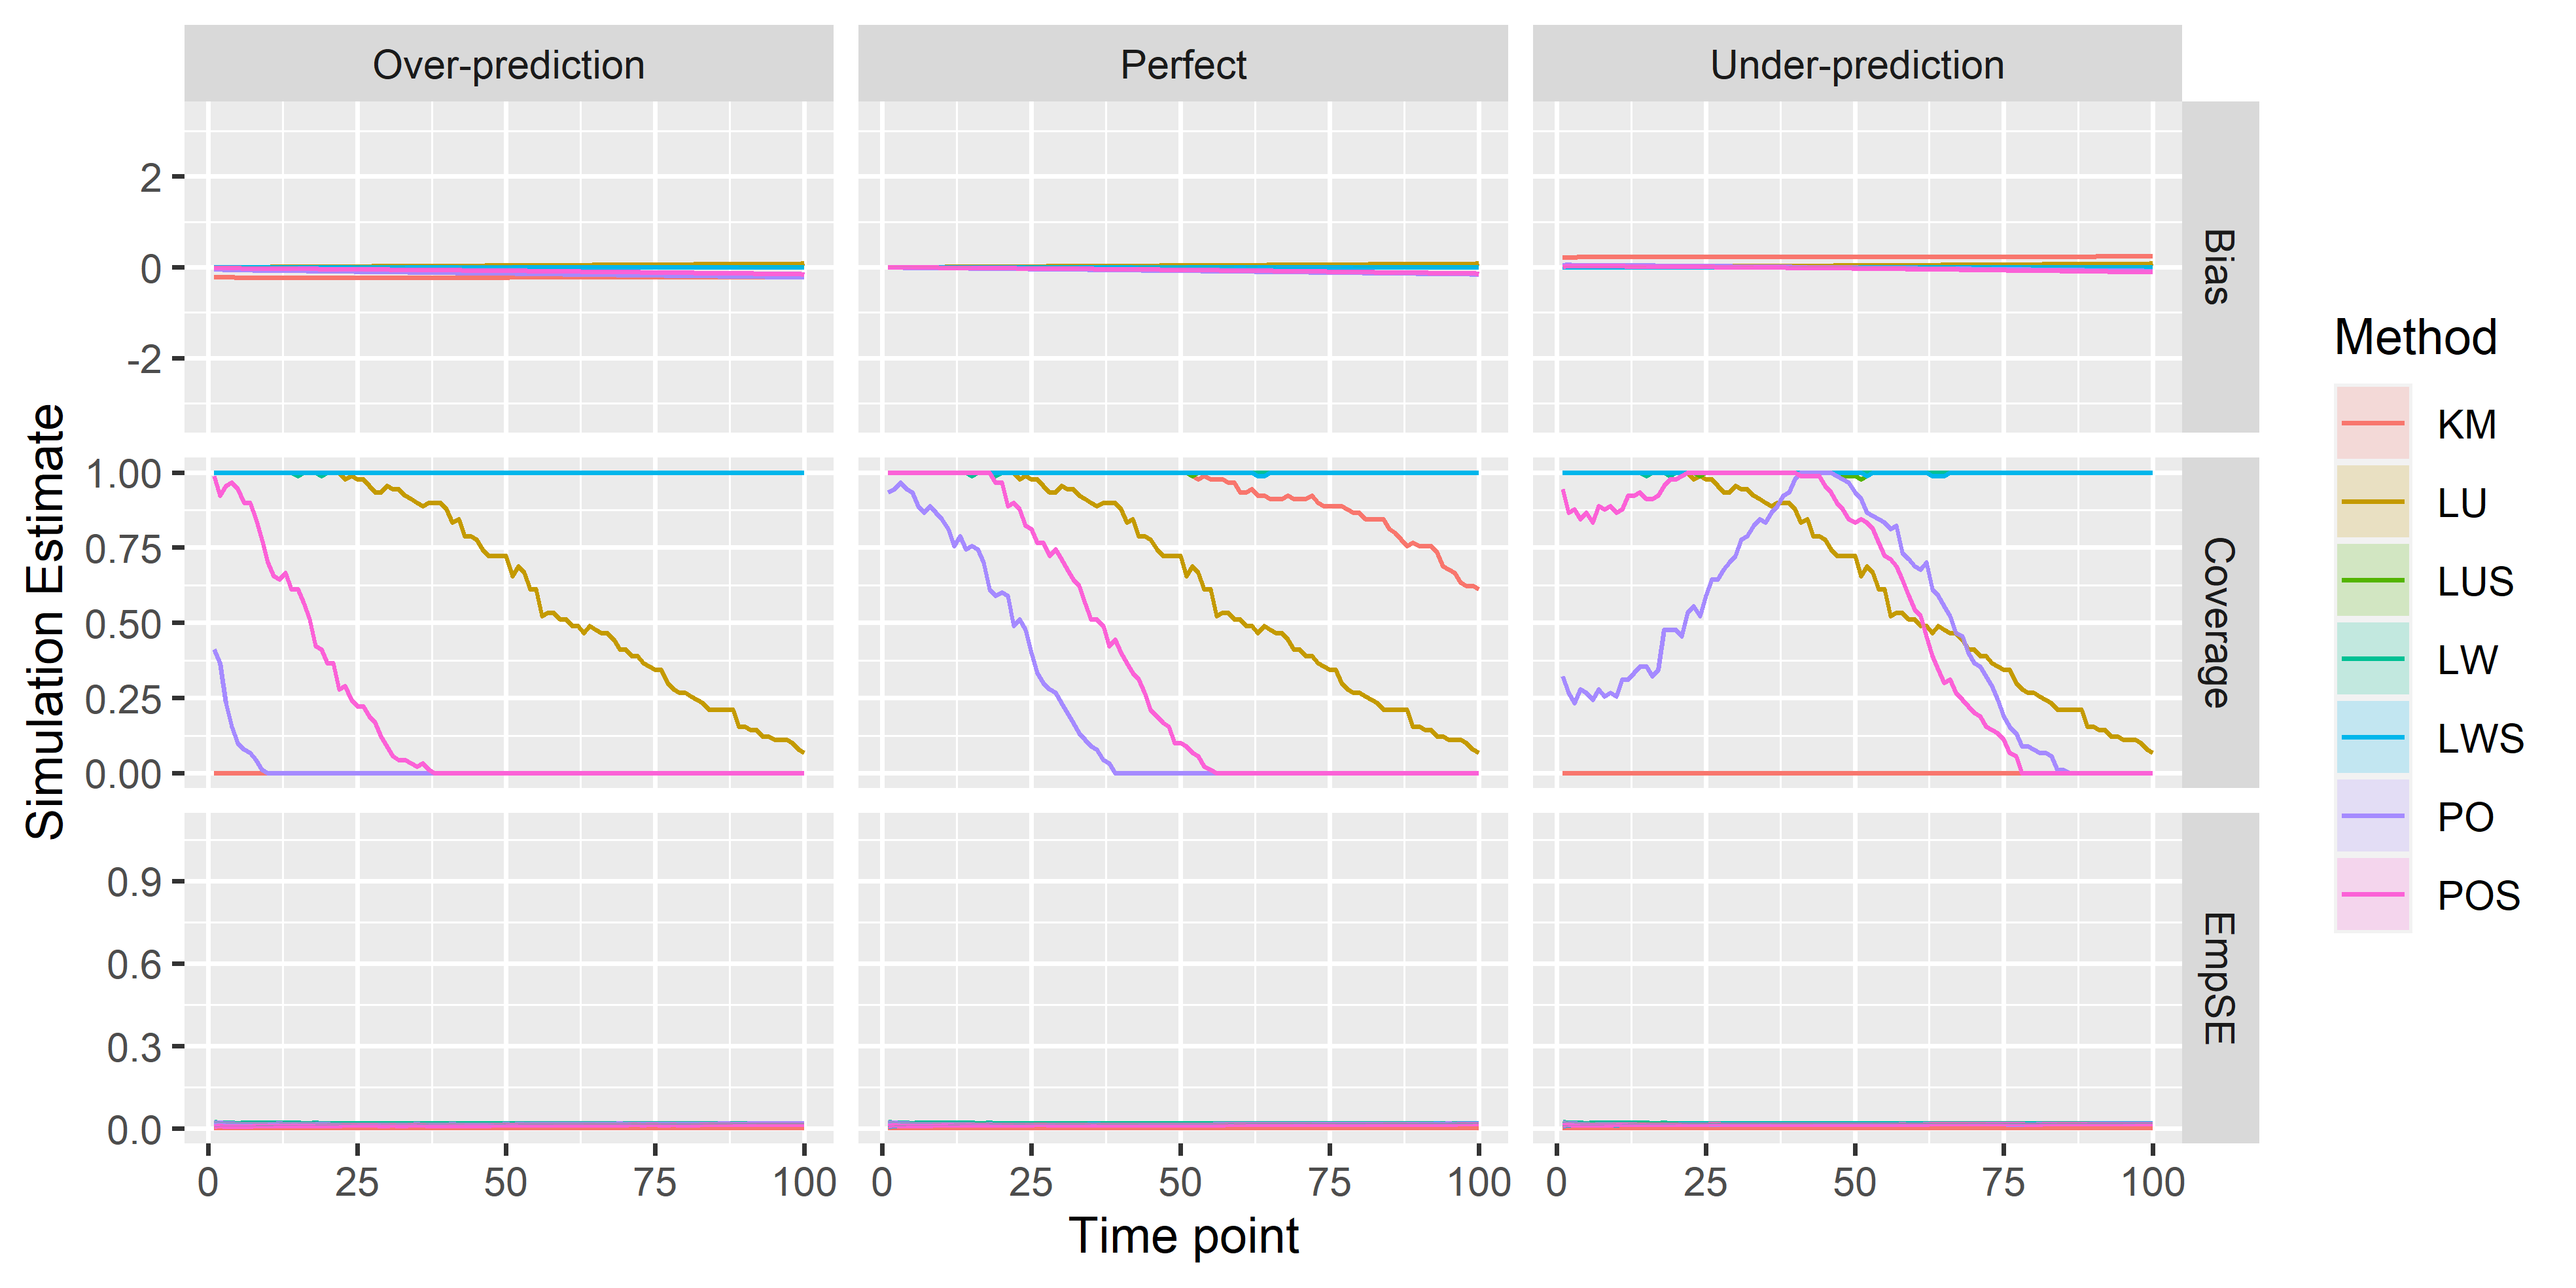 Over-prediction
Perfect
Under-prediction
2
0
-2
Bias
1.00
0.75
0.50
0.25
0.00
Coverage
0.9
0.6
0.3
0.0
EmpSE
0 25 50 75 100
0 25 50 75 100
0 25 50 75 100
Time point
Simulation Estimate
Method
KM
LU
LUS
LW
LWS
PO
POS